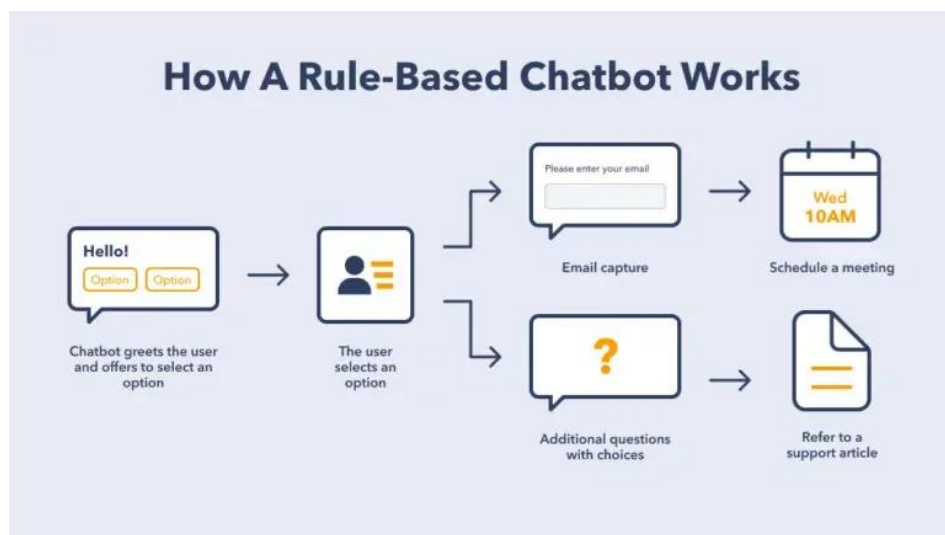 How A Rule-Based Chatbot Works
Hello!
Option Option
Chatbot greets the user
and offers to select an
option
The user
selects an
option
Please enter your email
Email capture
Wed
10AM
Schedule a meeting
?
Additional questions
with choices
Refer to a
support article